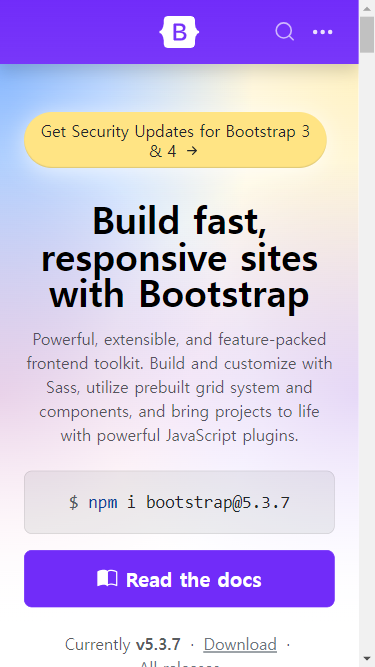 B
Get Security Updates for Bootstrap 3
& 4 →
Build fast,
responsive sites
with Bootstrap
Powerful, extensible, and feature-packed
frontend toolkit. Build and customize with
Sass, utilize prebuilt grid system and
components, and bring projects to life
with powerful JavaScript plugins.
$ npm i bootstrap@5.3.7
Read the docs
Currently v5.3.7 · Download ·
All releases